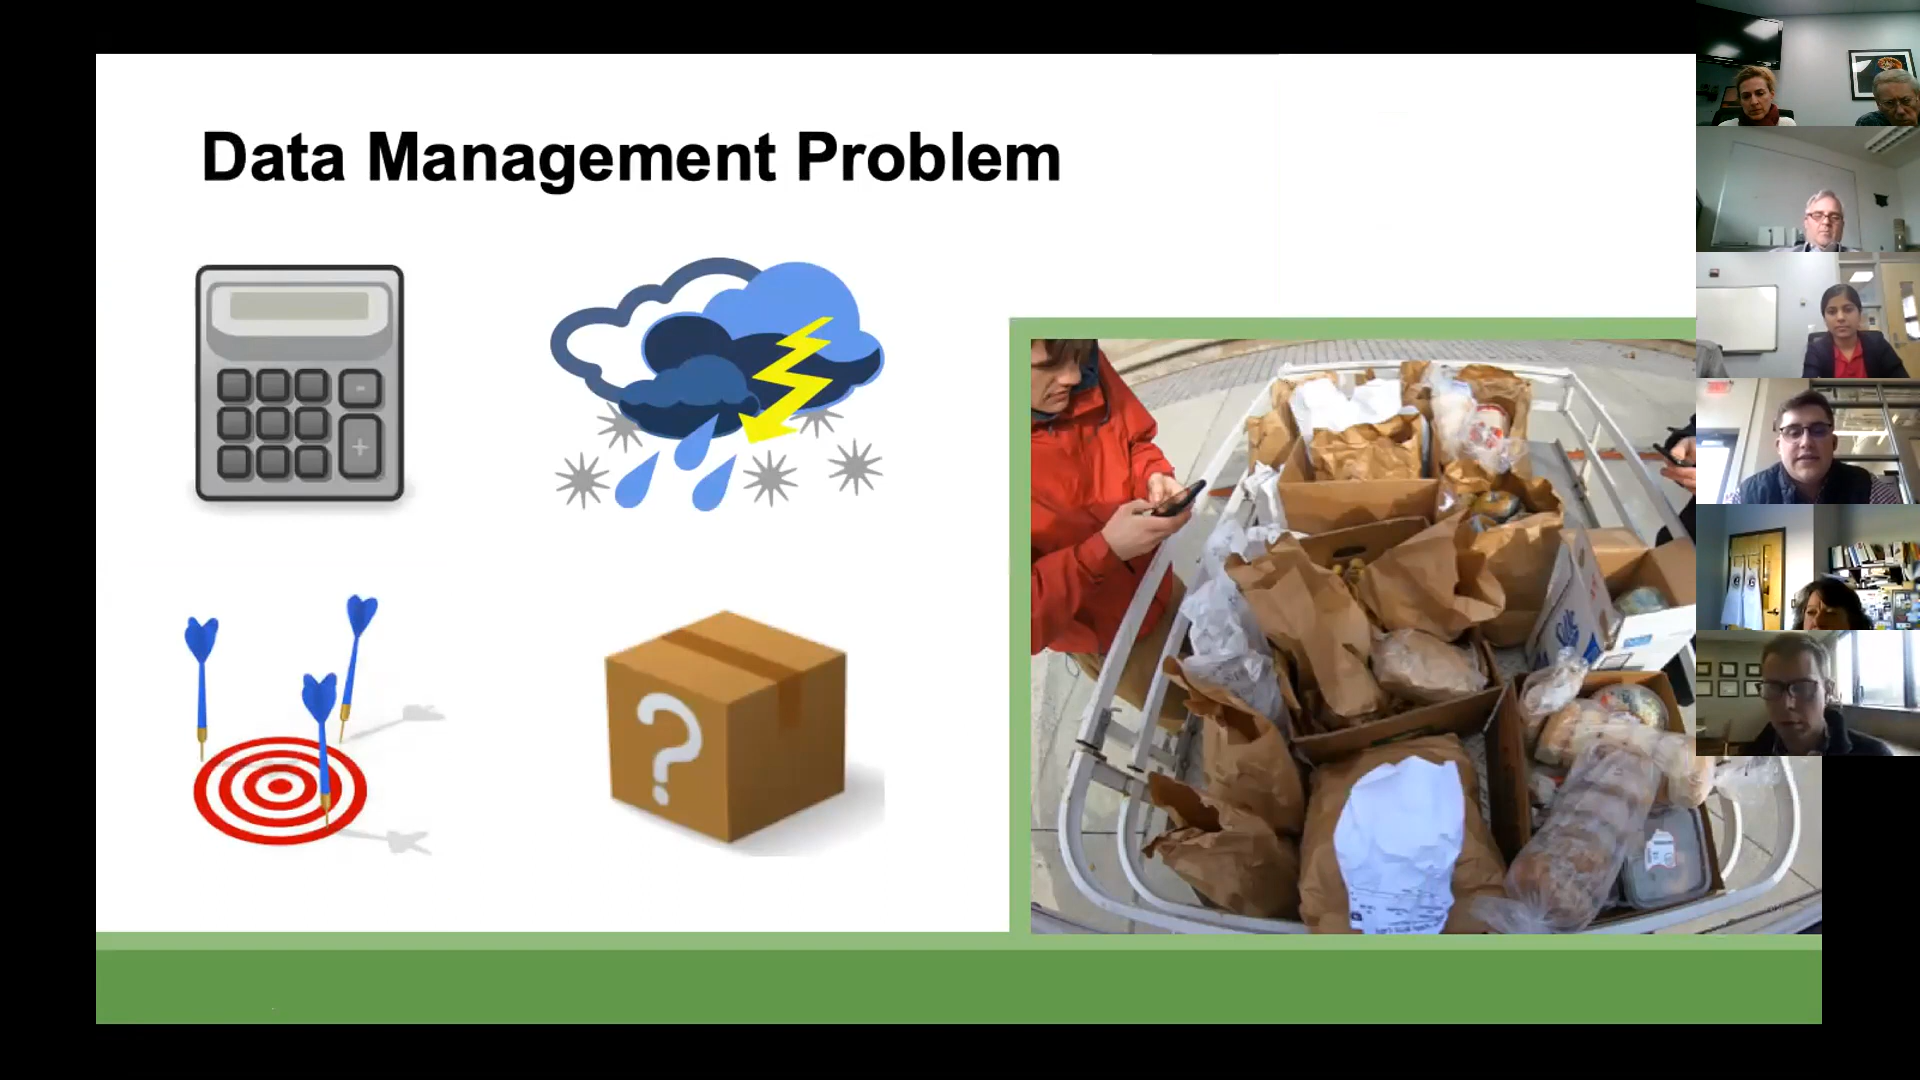 Data Management Problem
-
+
?